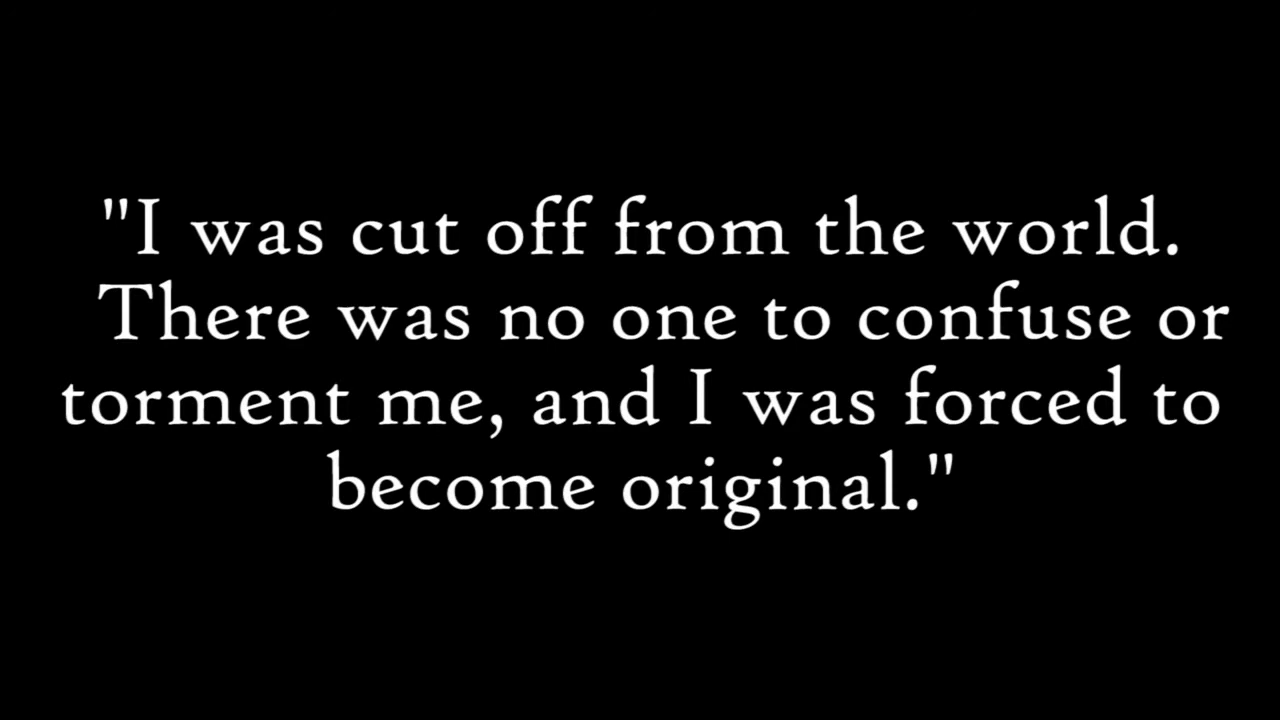 "I was cut off from the world.
There was no one to confuse or
torment me, and I was forced to
become original."